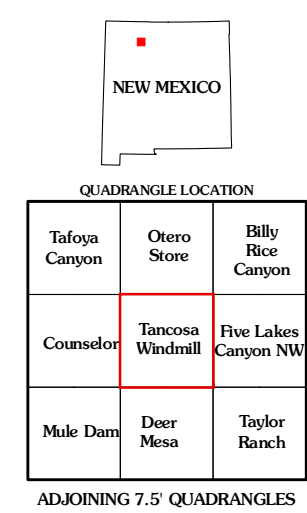 NEW MEXICO
QUADRANGLE LOCATION
Tafoya
Canyon
Otero
Store
Billy
Rice
Canyon
Counselor
Tancosa
Windmill
Five Lakes
Canyon NW
Mule Dam
Deer
Mesa
Taylor
Ranch
ADJOINING 7.5' QUADRANGLES